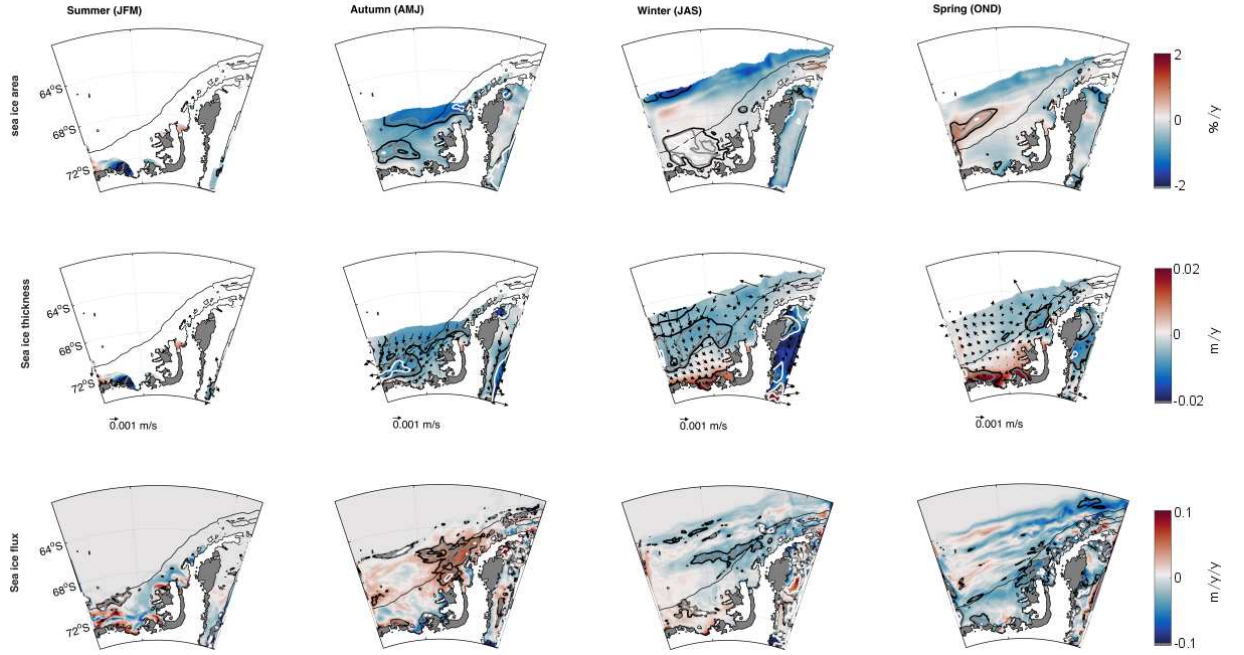 Summer (JFM)
Autumn (AMJ)
Winter (JAS)
Spring (OND)
sea ice area
64°S
68°S
72°S
2
0
-2
% /y
Sea ice thickness
64°S
68°S
72°S
0.02
0
-0.02
m/y
0.001 m/s
0.001 m/s
0.001 m/s
0.001 m/s
Sea ice flux
64°S
68°S
72°S
0.1
0
-0.1
m/y/y